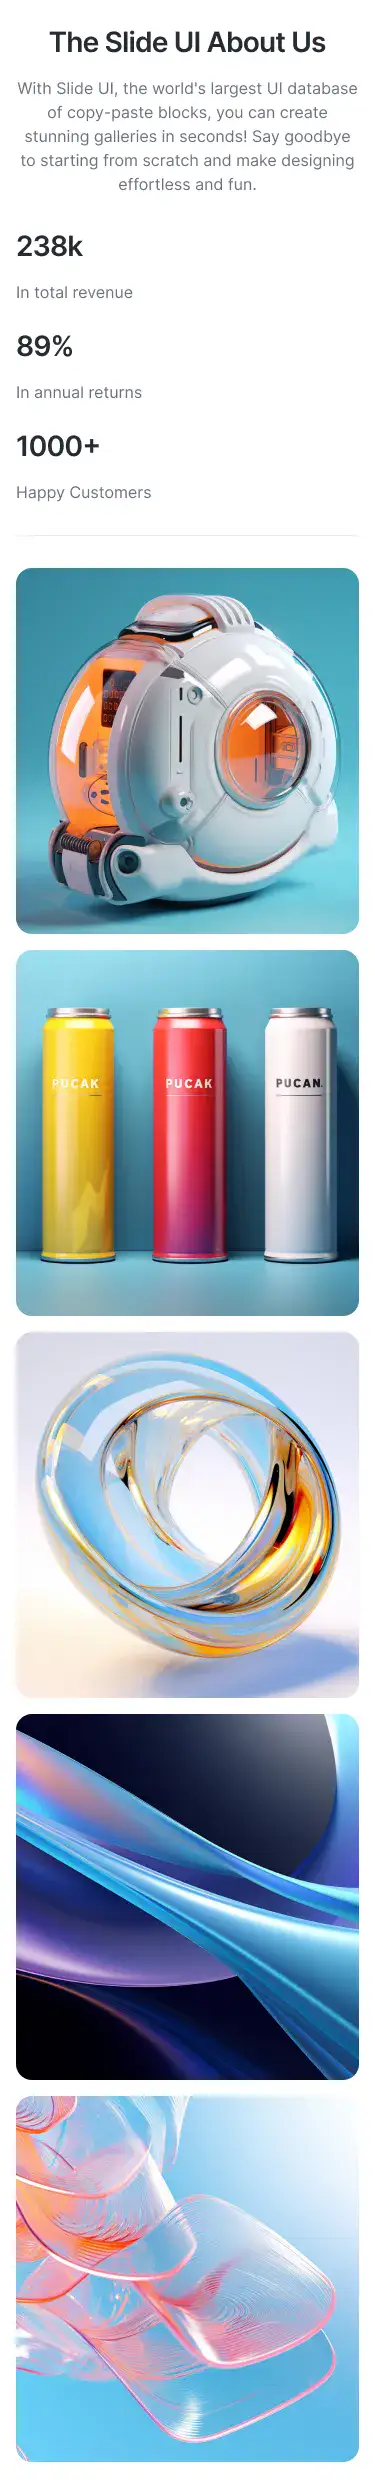 The Slide UI About Us
With Slide UI, the world's largest UI database
of copy-paste blocks, you can create
stunning galleries in seconds! Say goodbye
to starting from scratch and make designing
effortless and fun.
238k
In total revenue
89%
In annual returns
1000+
Happy Customers
PUCAK PUCAK PUCAN.